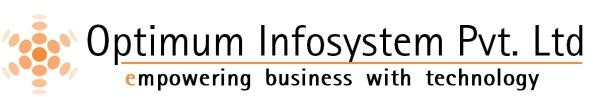 Optimum Infosystem Pvt. Ltd
empowering business with technology